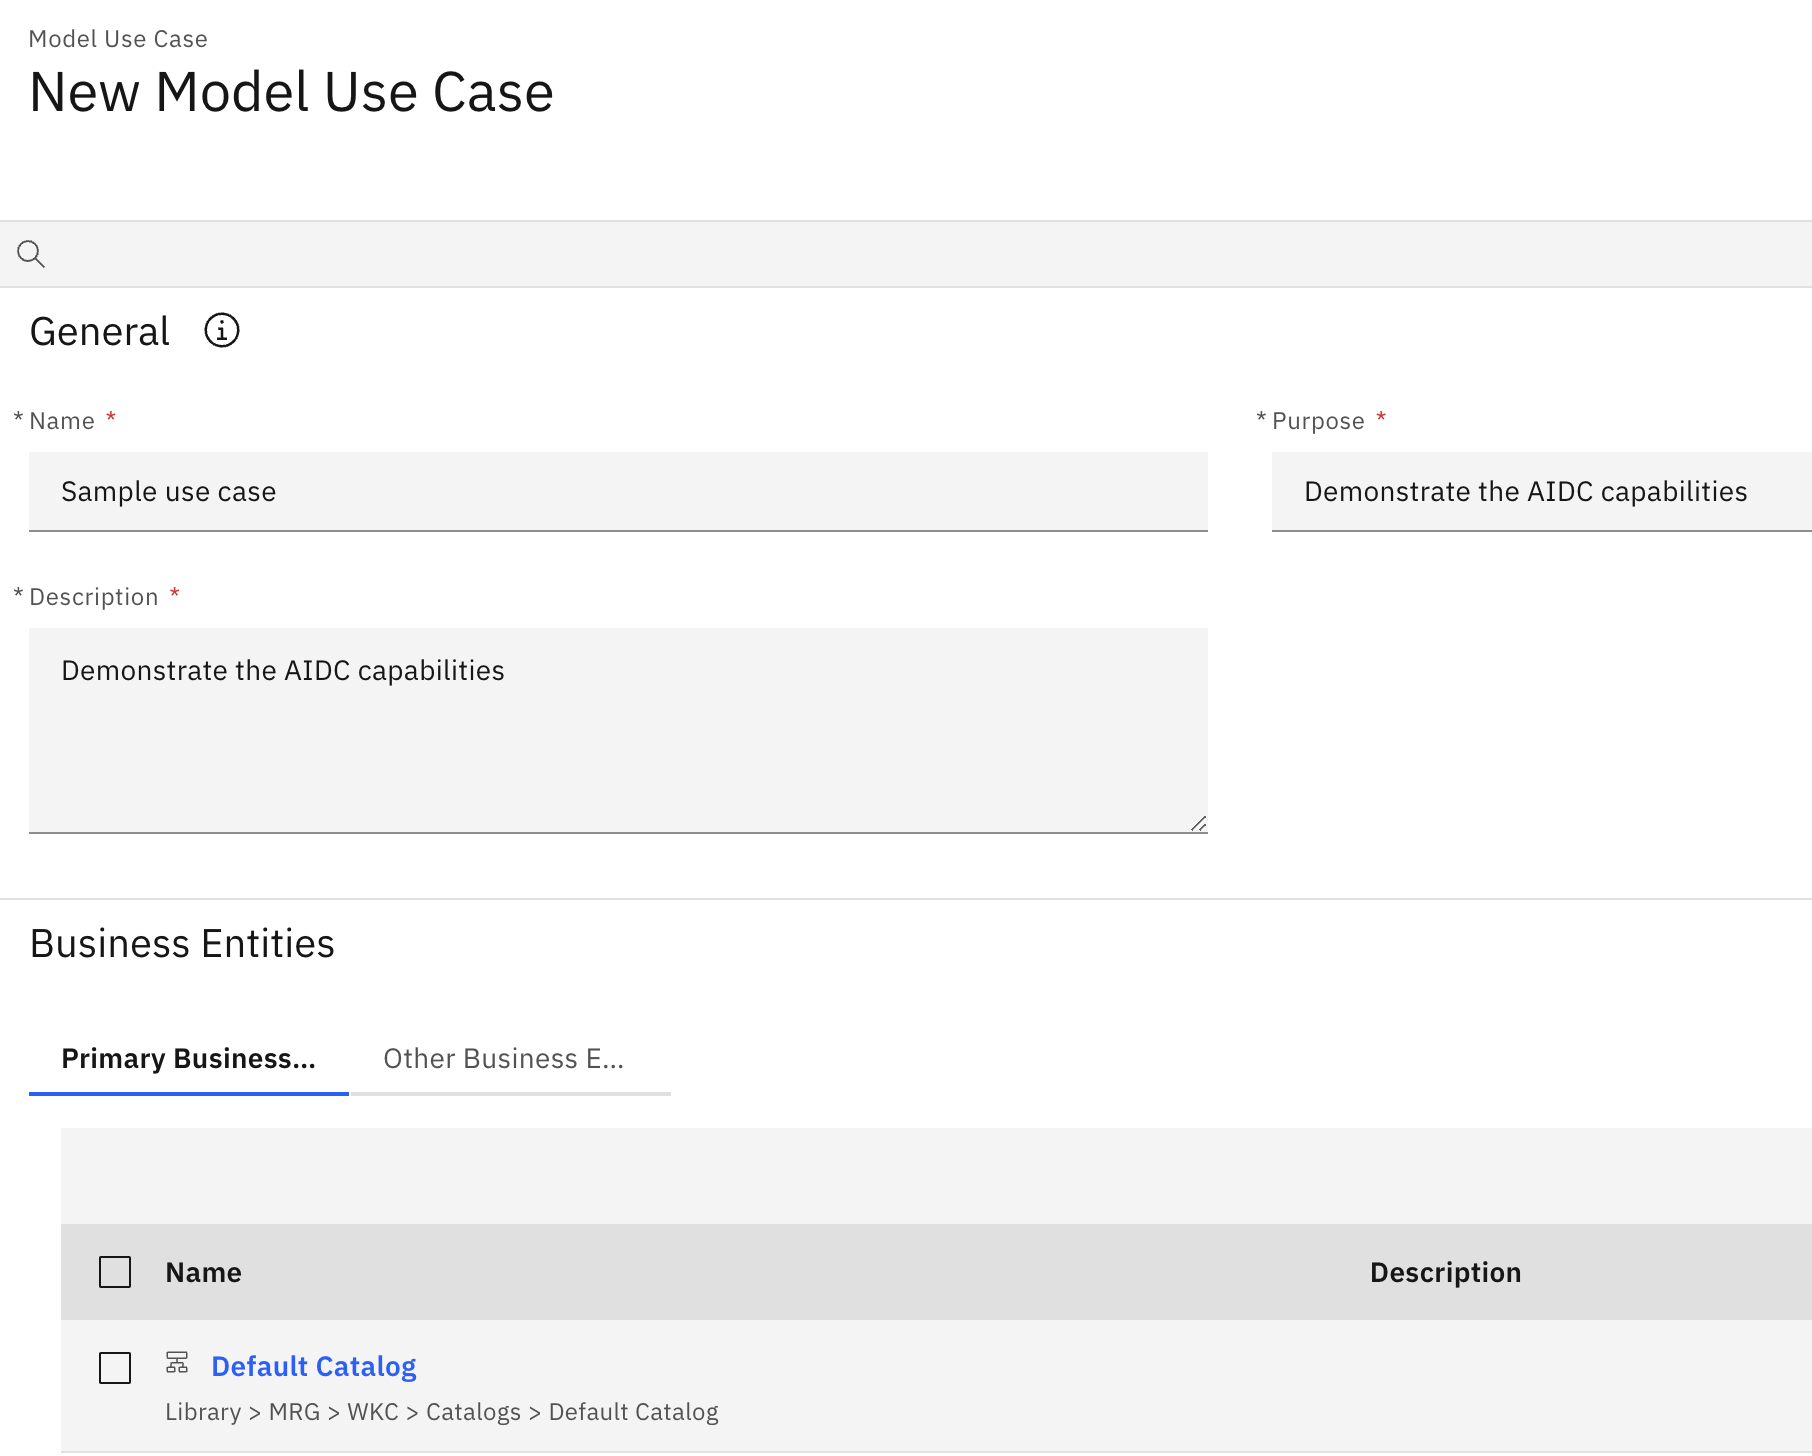 Model Use Case
New Model Use Case
General
* Name *
* Purpose *
Sample use case
Demonstrate the AIDC capabilities
* Description *
Demonstrate the AIDC capabilities
Business Entities
Primary Business...
Other Business E...
Name
Description
Default Catalog
Library > MRG > WKC > Catalogs > Default Catalog